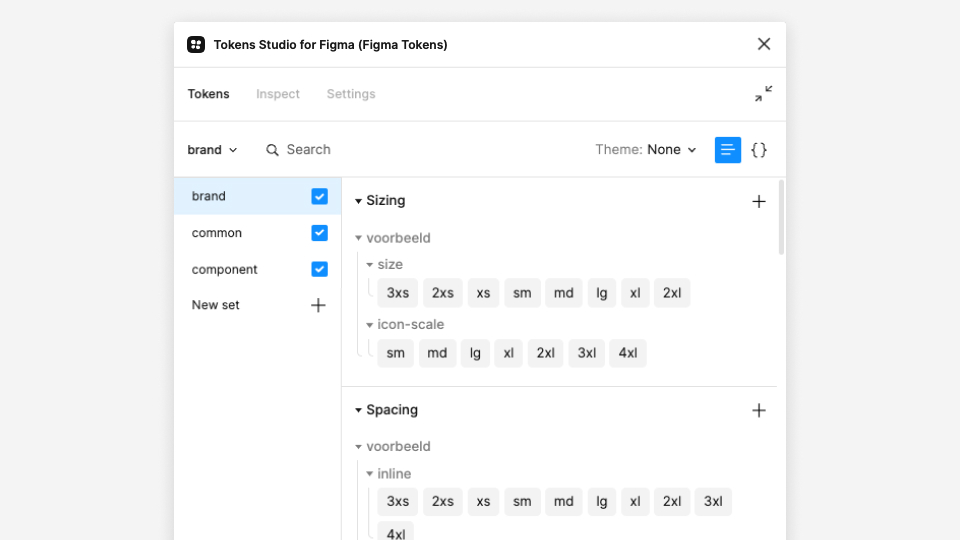 Tokens Studio for Figma (Figma Tokens)
Tokens Inspect Settings
brand Search Theme: None {}
brand
common
component
New set
Sizing
voorbeeld
size
3xs 2xs xs sm md lg xl 2xl
icon-scale
sm md lg xl 2xl 3xl 4xl
Spacing
voorbeeld
inline
3xs 2xs xs sm md lg xl 2xl 3xl
4xl